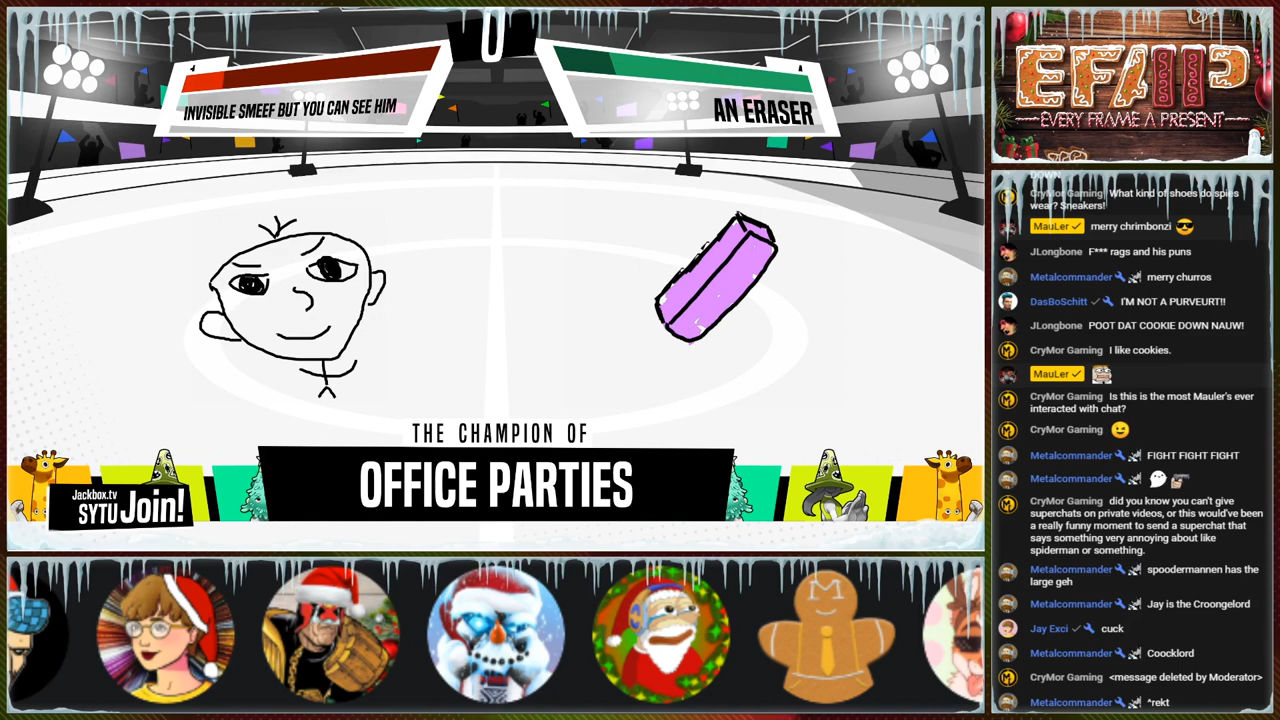 INVISIBLE SMEEF BUT YOU CAN SEE HIM
AN ERASER
THE CHAMPION OF
OFFICE PARTIES
Jackbox.tv
SYTU Join!
EFAP
EVERY FRAME A PRESENT
DOWN
CryMor Gaming What kind of shoes do spies
wear? Sneakers!
MauLer ✓ merry chrimbonzi 😎
JLongbone F*** rags and his puns
Metalcommander merry churros
DasBoSchitt ✓ I'M NOT A PURVEURT!!
JLongbone POOT DAT COOKIE DOWN NAUW!
CryMor Gaming I like cookies.
MauLer ✓
CryMor Gaming Is this is the most Mauler's ever
interacted with chat?
CryMor Gaming 😉
Metalcommander FIGHT FIGHT FIGHT
Metalcommander
CryMor Gaming did you know you can't give
superchats on private videos, or this would've been
a really funny moment to send a superchat that
says something very annoying about like
spiderman or something.
Metalcommander spoodermannen has the
large geh
Metalcommander Jay is the Croongelord
Jay Exci ✓ cuck
Metalcommander Coocklord
CryMor Gaming <message deleted by Moderator>
Metalcommander ^rekt
M